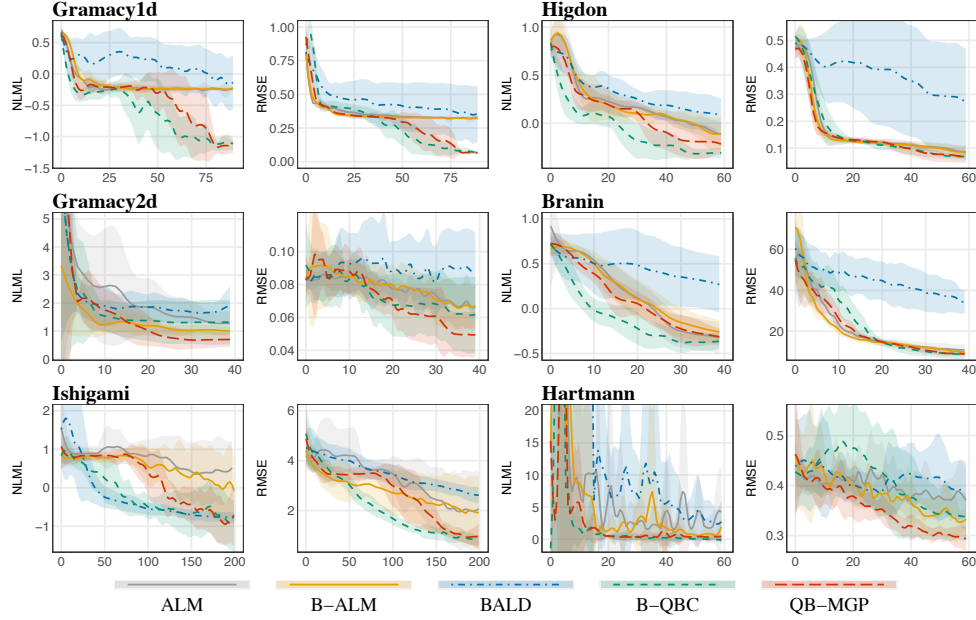 Gramacy1d
Higdon
NLML
0.5
0.0
−0.5
−1.0
−1.5
0 25 50 75
RMSE
1.00
0.75
0.50
0.25
0.00
0 25 50 75
NLML
1.0
0.5
0.0
0 20 40 60
RMSE
0.5
0.4
0.3
0.2
0.1
0 20 40 60
Gramacy2d
Branin
NLML
5
4
3
2
1
0
0 10 20 30 40
RMSE
0.10
0.08
0.06
0.04
0 10 20 30 40
NLML
1.0
0.5
0.0
−0.5
0 10 20 30 40
RMSE
60
40
20
0 10 20 30 40
Ishigami
Hartmann
NLML
2
1
0
−1
0 50 100 150 200
RMSE
6
4
2
0 50 100 150 200
NLML
20
15
10
5
0
0 20 40 60
RMSE
0.5
0.4
0.3
0 20 40 60
ALM B−ALM BALD B−QBC QB−MGP